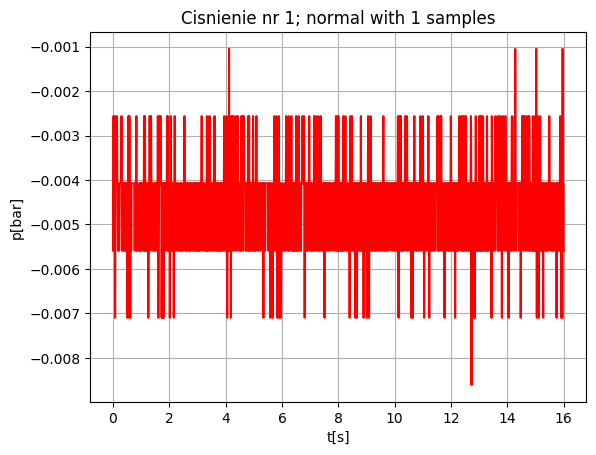 Cisnienie nr 1; normal with 1 samples
−0.001
−0.002
−0.003
−0.004
−0.005
−0.006
−0.007
−0.008
p[bar]
0 2 4 6 8 10 12 14 16
t[s]